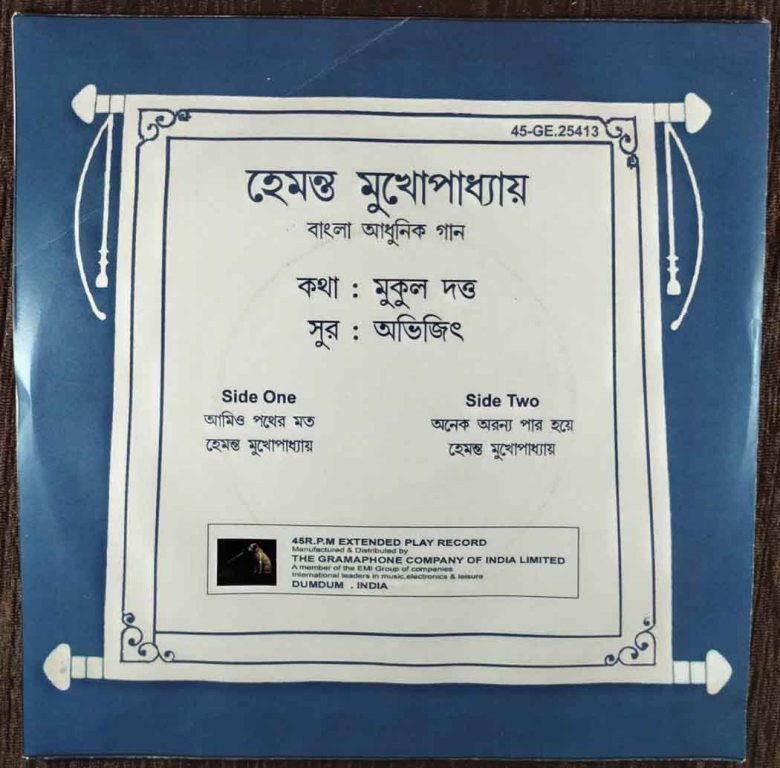 45-GE.25413
হেমন্ত মুখোপাধ্যায়
বাংলা আধুনিক গান
কথা : মুকুল দত্ত
সুর : অভিজিৎ
Side One
আমিও পথের মত
হেমন্ত মুখোপাধ্যায়
Side Two
অনেক অরন্য পার হয়ে
হেমন্ত মুখোপাধ্যায়
45R.P.M EXTENDED PLAY RECORD
Manufactured & Distributed by
THE GRAMAPHONE COMPANY OF INDIA LIMITED
A member of the EMI Group of companies
International leaders in music,electronics & leisure
DUMDUM . INDIA